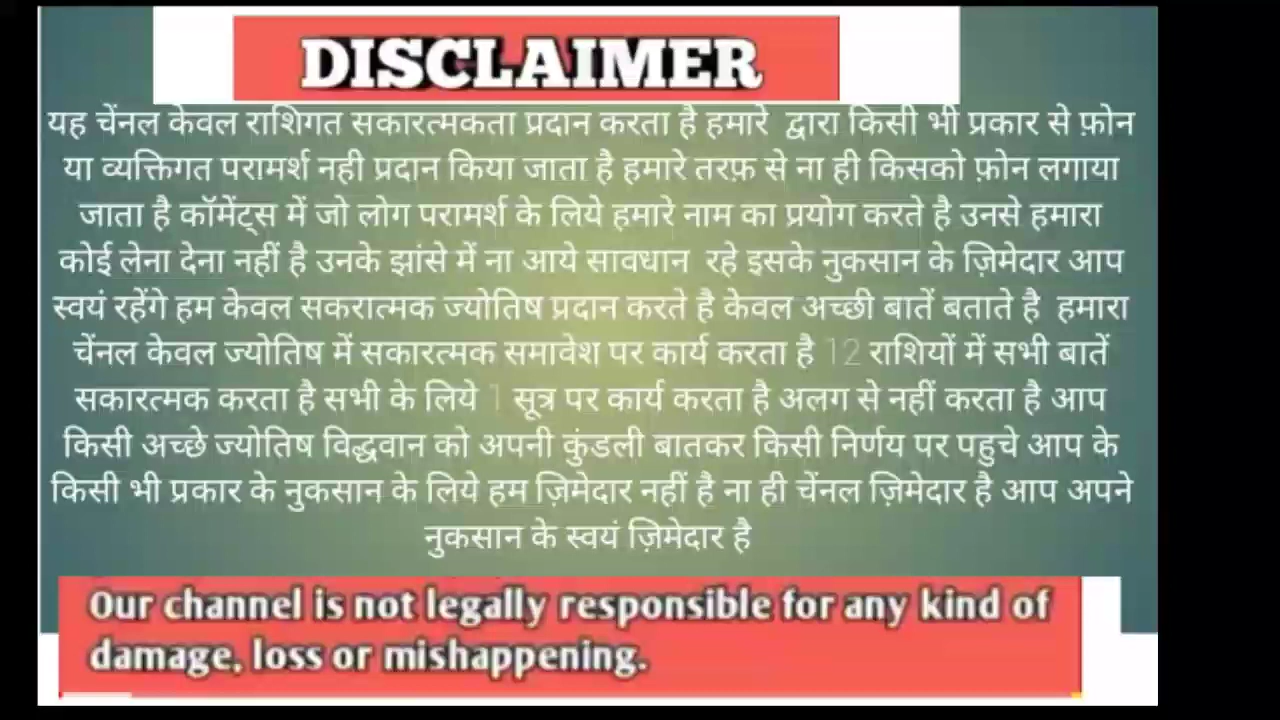 DISCLAIMER
यह चेंनल केवल राशिगत सकारत्मकता प्रदान करता है हमारे द्वारा किसी भी प्रकार से फ़ोन
या व्यक्तिगत परामर्श नही प्रदान किया जाता है हमारे तरफ़ से ना ही किसको फ़ोन लगाया
जाता है कॉमेंट्स में जो लोग परामर्श के लिये हमारे नाम का प्रयोग करते है उनसे हमारा
कोई लेना देना नहीं है उनके झांसे में ना आये सावधान रहे इसके नुकसान के ज़िमेदार आप
स्वयं रहेंगे हम केवल सकरात्मक ज्योतिष प्रदान करते है केवल अच्छी बातें बताते है हमारा
चेंनल केवल ज्योतिष में सकारत्मक समावेश पर कार्य करता है 12 राशियों में सभी बातें
सकारत्मक करता है सभी के लिये 1 सूत्र पर कार्य करता है अलग से नहीं करता है आप
किसी अच्छे ज्योतिष विद्धवान को अपनी कुंडली बातकर किसी निर्णय पर पहुचे आप के
किसी भी प्रकार के नुकसान के लिये हम ज़िमेदार नहीं है ना ही चेंनल ज़िमेदार है आप अपने
नुकसान के स्वयं ज़िमेदार है
Our channel is not legally responsible for any kind of
damage, loss or mishappening.